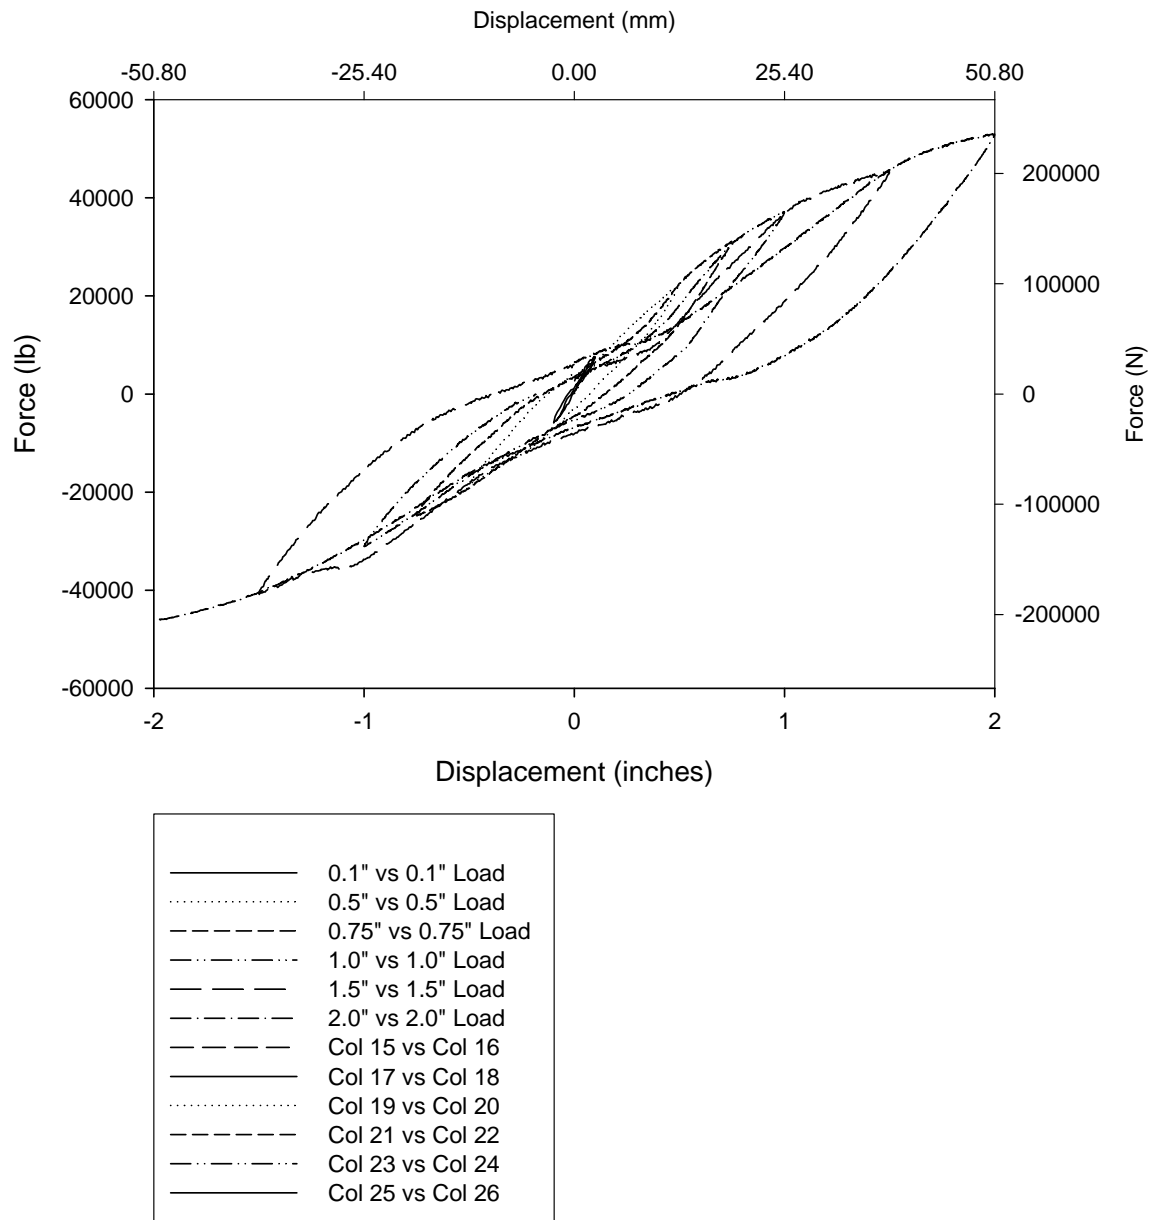 Displacement (mm)
-50.80 -25.40 0.00 25.40 50.80
60000
40000
20000
0
-20000
-40000
-60000
Force (lb)
200000
100000
0
-100000
-200000
Force (N)
-2 -1 0 1 2
Displacement (inches)
0.1" vs 0.1" Load
0.5" vs 0.5" Load
0.75" vs 0.75" Load
1.0" vs 1.0" Load
1.5" vs 1.5" Load
2.0" vs 2.0" Load
Col 15 vs Col 16
Col 17 vs Col 18
Col 19 vs Col 20
Col 21 vs Col 22
Col 23 vs Col 24
Col 25 vs Col 26